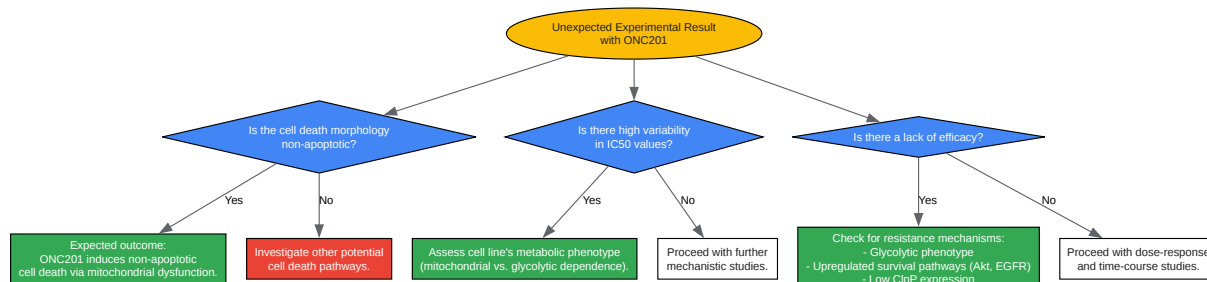 Unexpected Experimental Result
with ONC201
Is the cell death morphology
non-apoptotic?
Is there high variability
in IC50 values?
Is there a lack of efficacy?
Yes
No
Yes
No
Yes
No
Expected outcome:
ONC201 induces non-apoptotic
cell death via mitochondrial dysfunction.
Investigate other potential
cell death pathways.
Assess cell line's metabolic phenotype
(mitochondrial vs. glycolytic dependence).
Proceed with further
mechanistic studies.
Check for resistance mechanisms:
- Glycolytic phenotype
- Upregulated survival pathways (Akt, EGFR)
- Low ClpP expression
Proceed with dose-response
and time-course studies.